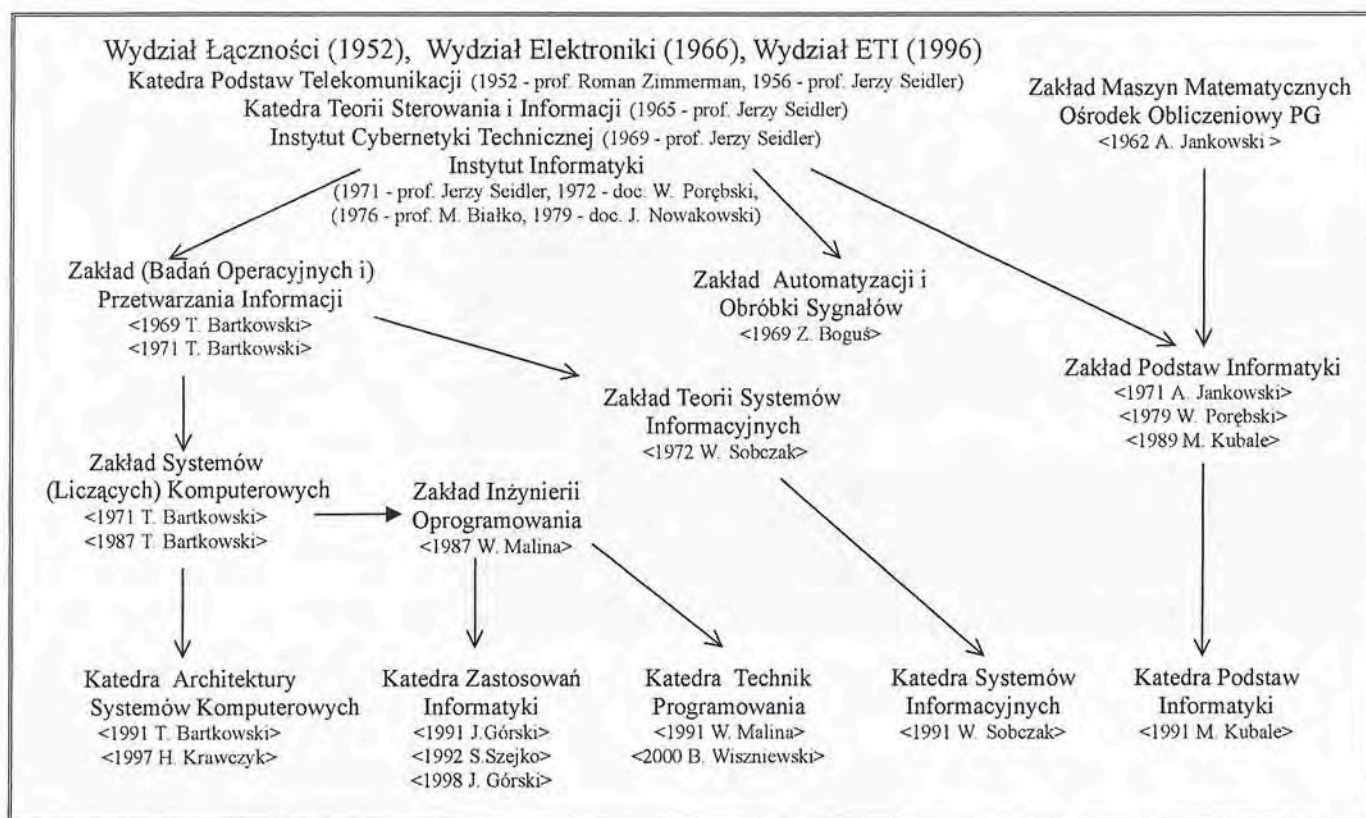 Wydział Łączności (1952), Wydział Elektroniki (1966), Wydział ETI (1996)
Katedra Podstaw Telekomunikacji (1952 - prof. Roman Zimmerman, 1956 - prof. Jerzy Seidler)
Katedra Teorii Sterowania i Informacji (1965 - prof. Jerzy Seidler)
Instytut Cybernetyki Technicznej (1969 - prof. Jerzy Seidler)
Instytut Informatyki
(1971 - prof. Jerzy Seidler, 1972 - doc. W. Porębski,
(1976 - prof. M. Białko, 1979 - doc. J. Nowakowski)
Zakład Maszyn Matematycznych
Ośrodek Obliczeniowy PG
<1962 A. Jankowski >
Zakład (Badań Operacyjnych i)
Przetwarzania Informacji
<1969 T. Bartkowski>
<1971 T. Bartkowski>
Zakład Automatyzacji i
Obróbki Sygnałów
<1969 Z. Boguś>
Zakład Podstaw Informatyki
<1971 A. Jankowski>
<1979 W. Porębski>
<1989 M. Kubale>
Zakład Teorii Systemów
Informacyjnych
<1972 W. Sobczak>
Zakład Systemów
(Liczących) Komputerowych
<1971 T. Bartkowski>
<1987 T. Bartkowski>
Zakład Inżynierii
Oprogramowania
<1987 W. Malina>
Katedra Architektury
Systemów Komputerowych
<1991 T. Bartkowski>
<1997 H. Krawczyk>
Katedra Zastosowań
Informatyki
<1991 J.Górski>
<1992 S.Szejko>
<1998 J. Górski>
Katedra Technik
Programowania
<1991 W. Malina>
<2000 B. Wiszniewski>
Katedra Systemów
Informacyjnych
<1991 W. Sobczak>
Katedra Podstaw
Informatyki
<1991 M. Kubale>